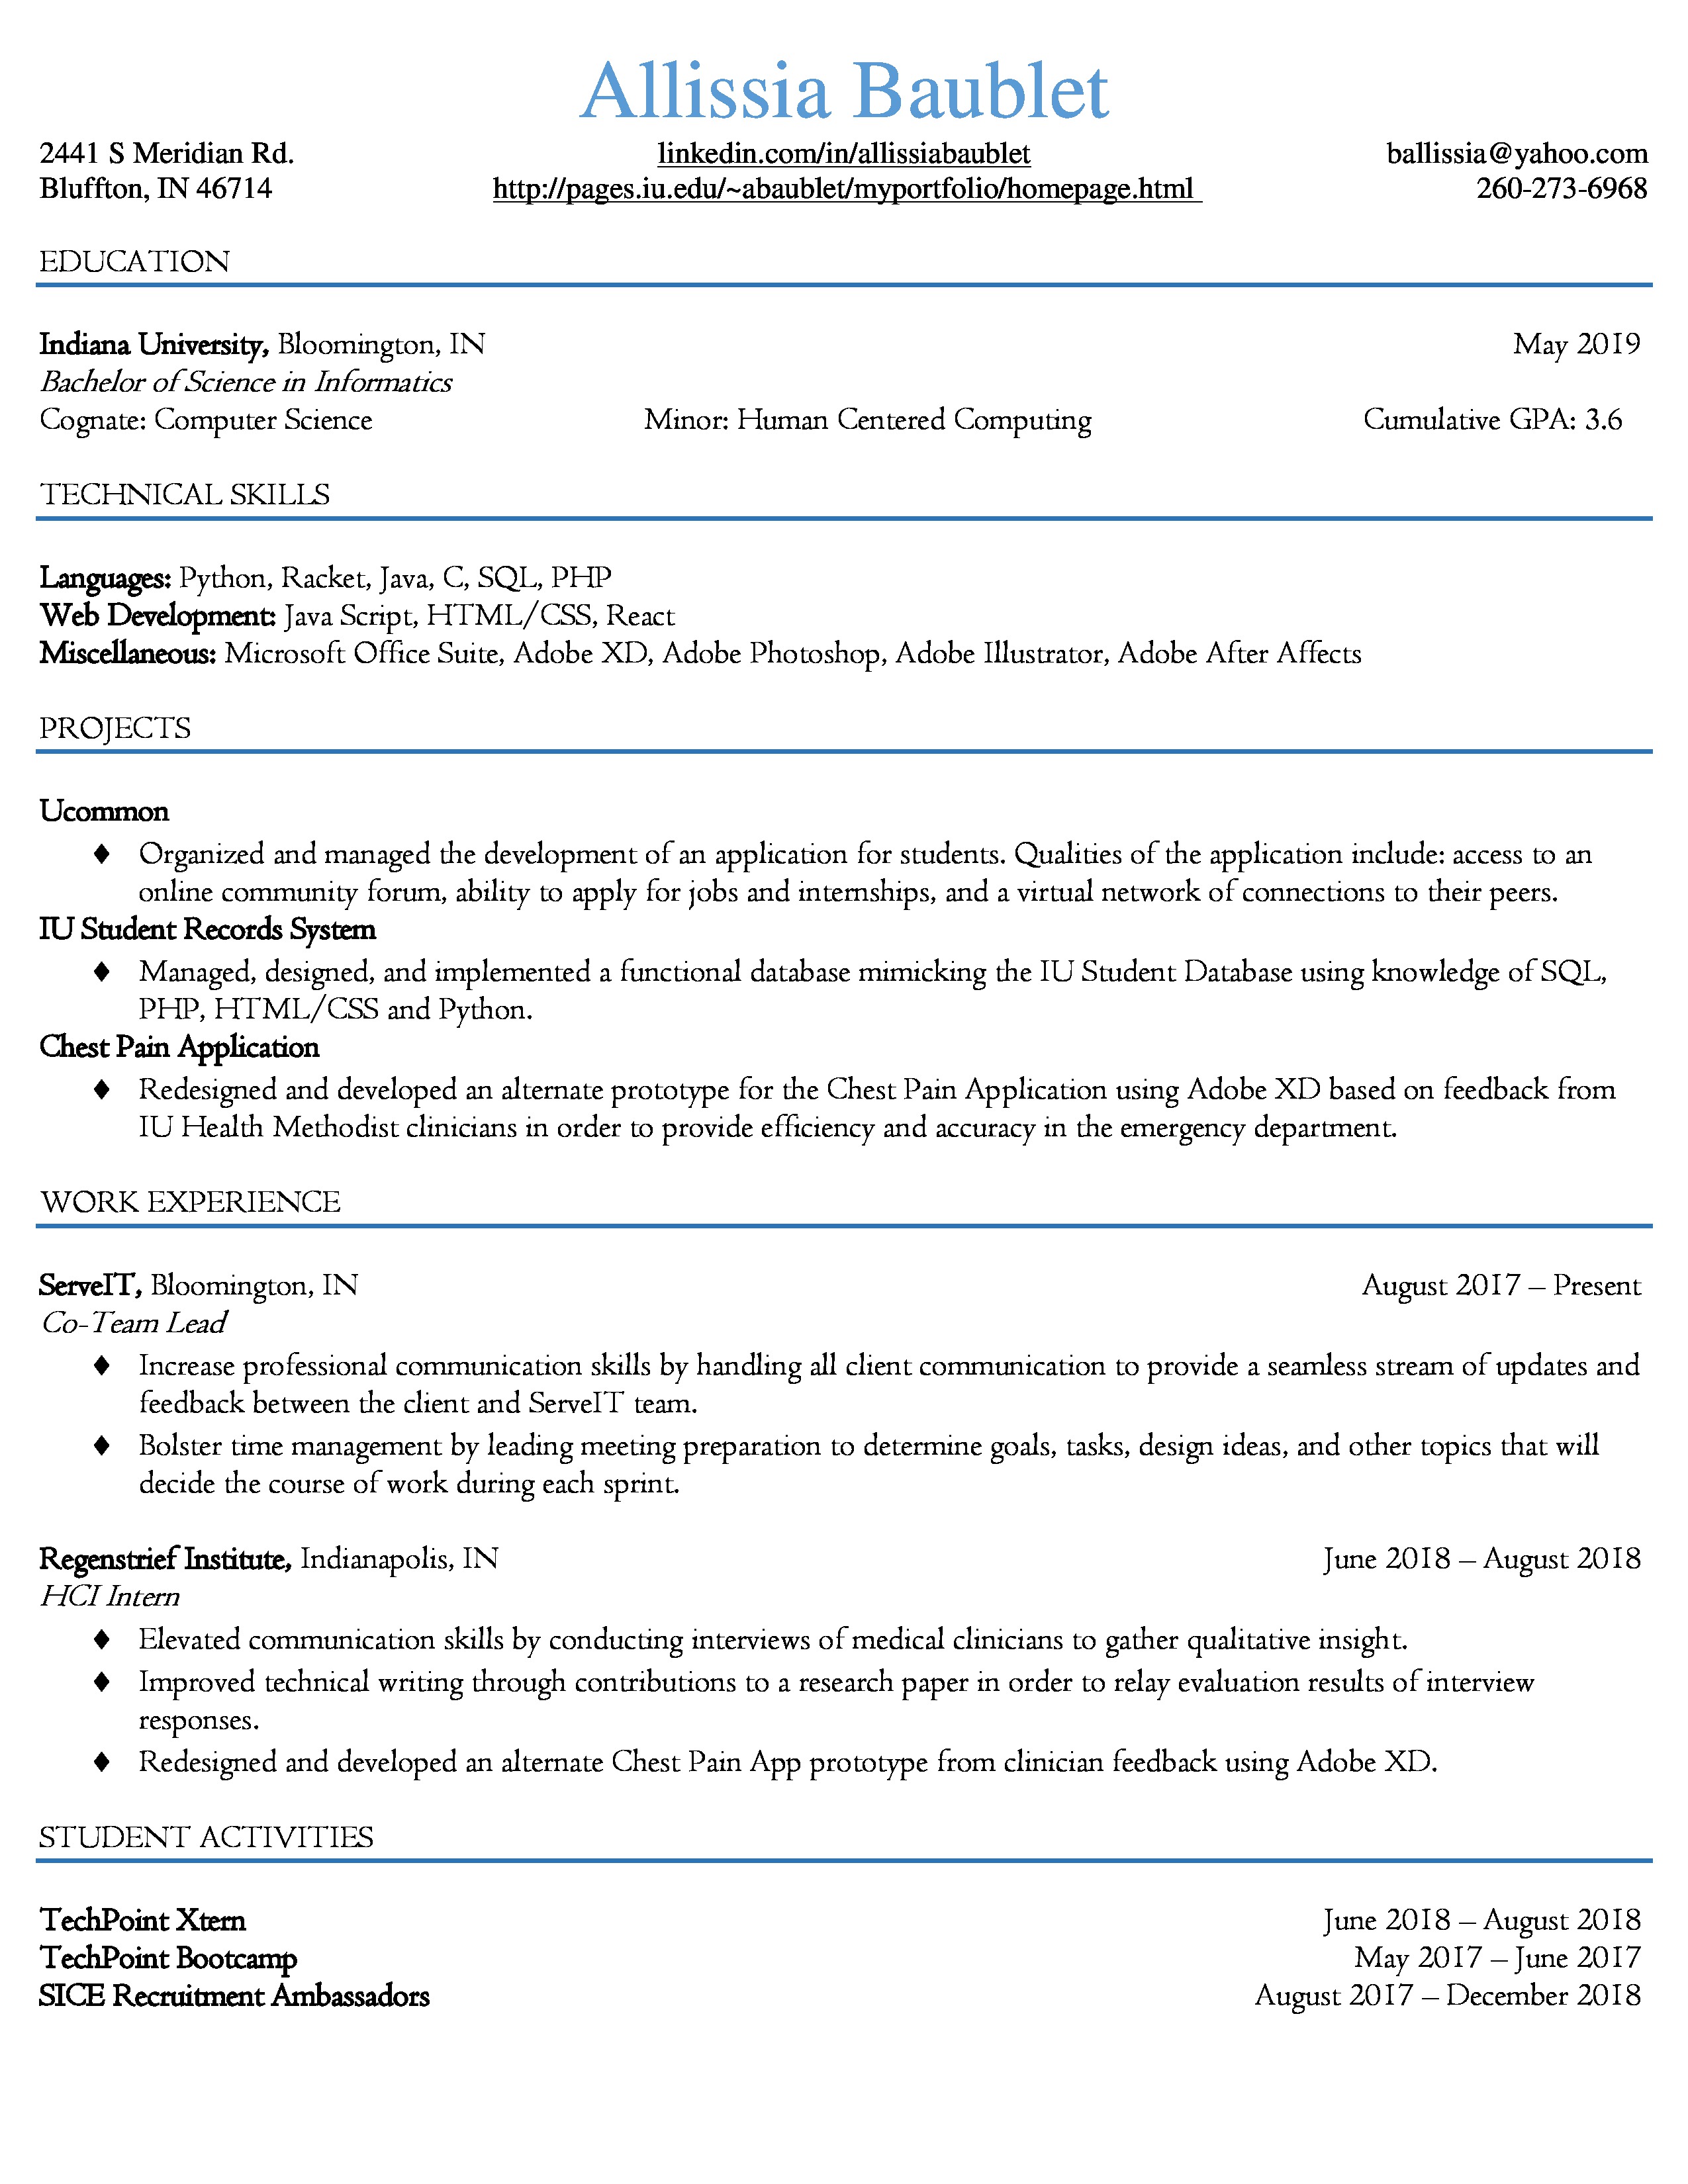 Allissia Baublet
2441 S Meridian Rd. linkedin.com/in/allissiabaublet ballissia@yahoo.com
Bluffton, IN 46714 http://pages.iu.edu/~abaublet/myportfolio/homepage.html 260-273-6968
EDUCATION
Indiana University, Bloomington, IN May 2019
Bachelor of Science in Informatics
Cognate: Computer Science Minor: Human Centered Computing Cumulative GPA: 3.6
TECHNICAL SKILLS
Languages: Python, Racket, Java, C, SQL, PHP
Web Development: Java Script, HTML/CSS, React
Miscellaneous: Microsoft Office Suite, Adobe XD, Adobe Photoshop, Adobe Illustrator, Adobe After Affects
PROJECTS
Ucommon
♦ Organized and managed the development of an application for students. Qualities of the application include: access to an
online community forum, ability to apply for jobs and internships, and a virtual network of connections to their peers.
IU Student Records System
♦ Managed, designed, and implemented a functional database mimicking the IU Student Database using knowledge of SQL,
PHP, HTML/CSS and Python.
Chest Pain Application
♦ Redesigned and developed an alternate prototype for the Chest Pain Application using Adobe XD based on feedback from
IU Health Methodist clinicians in order to provide efficiency and accuracy in the emergency department.
WORK EXPERIENCE
ServeIT, Bloomington, IN August 2017 – Present
Co-Team Lead
♦ Increase professional communication skills by handling all client communication to provide a seamless stream of updates and
feedback between the client and ServeIT team.
♦ Bolster time management by leading meeting preparation to determine goals, tasks, design ideas, and other topics that will
decide the course of work during each sprint.
Regenstrief Institute, Indianapolis, IN June 2018 – August 2018
HCI Intern
♦ Elevated communication skills by conducting interviews of medical clinicians to gather qualitative insight.
♦ Improved technical writing through contributions to a research paper in order to relay evaluation results of interview
responses.
♦ Redesigned and developed an alternate Chest Pain App prototype from clinician feedback using Adobe XD.
STUDENT ACTIVITIES
TechPoint Xtern June 2018 – August 2018
TechPoint Bootcamp May 2017 – June 2017
SICE Recruitment Ambassadors August 2017 – December 2018